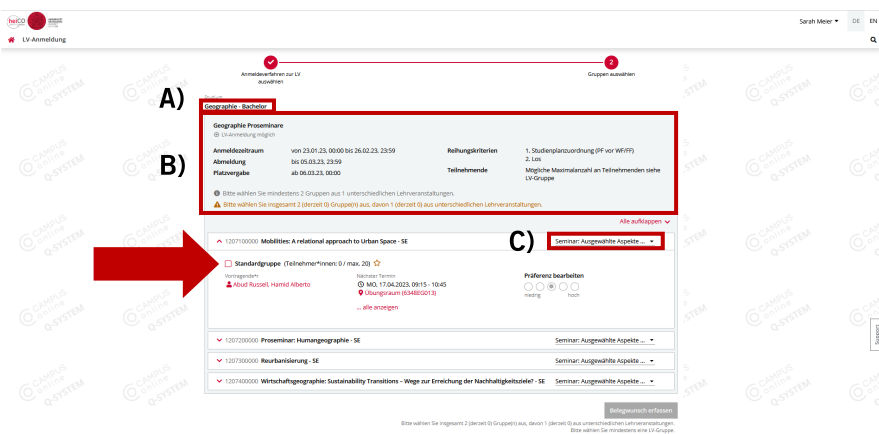 heiCO
Sarah Meier
DE EN
LV-Anmeldung
2
Anmeldeverfahren zur LV
auswählen
Gruppen auswählen
A)
Studium
Geographie - Bachelor
B)
Geographie Proseminare
LV-Anmeldung möglich
Anmeldezeitraum von 23.01.23, 00:00 bis 26.02.23, 23:59
Abmeldung bis 05.03.23, 23:59
Platzvergabe ab 06.03.23, 00:00
Reihungskriterien 1. Studienplanzuordnung (PF vor WF/FF)
2. Los
Teilnehmende Mögliche Maximalanzahl an Teilnehmenden siehe
LV-Gruppe
Bitte wählen Sie mindestens 2 Gruppen aus 1 unterschiedlichen Lehrveranstaltungen.
Bitte wählen Sie insgesamt 2 (derzeit 0) Gruppe(n) aus, davon 1 (derzeit 0) aus unterschiedlichen Lehrveranstaltungen.
Alle aufklappen
1207100000 Mobilities: A relational approach to Urban Space - SE
C)
Seminar: Ausgewählte Aspekte ...
Standardgruppe (Teilnehmer*innen: 0 / max. 20)
Vortragende*r
Abud Russell, Hamid Alberto
Nächster Termin
MO, 17.04.2023, 09:15 - 10:45
Übungsraum (6348EG013)
... alle anzeigen
Präferenz bearbeiten
niedrig hoch
1207200000 Proseminar: Humangeographie - SE Seminar: Ausgewählte Aspekte ...
1207300000 Reurbanisierung - SE Seminar: Ausgewählte Aspekte ...
1207400000 Wirtschaftsgeographie: Sustainability Transitions – Wege zur Erreichung der Nachhaltigkeitsziele? - SE Seminar: Ausgewählte Aspekte ...
Support
Belegwunsch erfassen
Bitte wählen Sie insgesamt 2 (derzeit 0) Gruppe(n) aus, davon 1 (derzeit 0) aus unterschiedlichen Lehrveranstaltungen.
Bitte wählen Sie mindestens eine LV-Gruppe.
CAMPUS
online
Q-SYSTEM